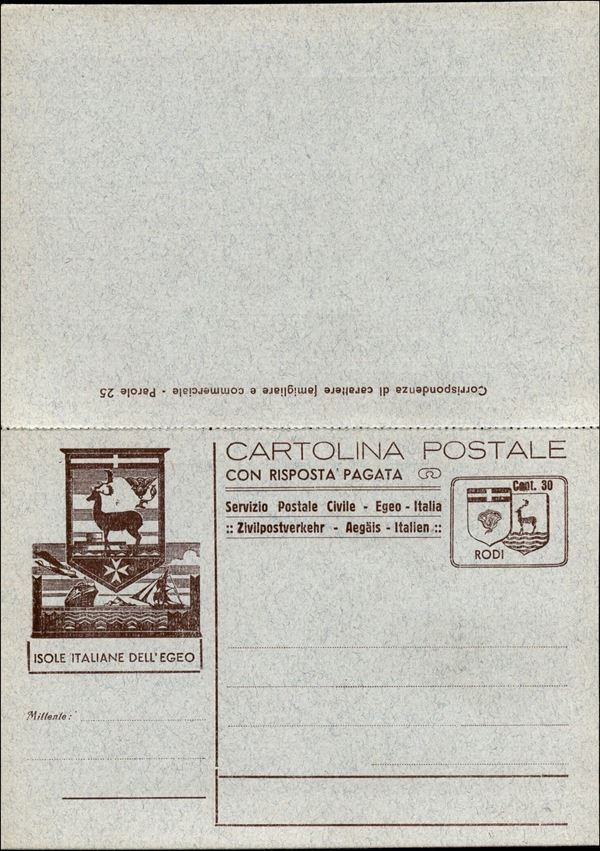 Corrispondenza di carattere famigliare e commerciale - Parole 25
CARTOLINA POSTALE
CON RISPOSTA PAGATA
Servizio Postale Civile - Egeo - Italia
:: Zivilpostverkehr - Aegäis - Italien ::
Cent. 30
RODI
ISOLE ITALIANE DELL'EGEO
Mittente: